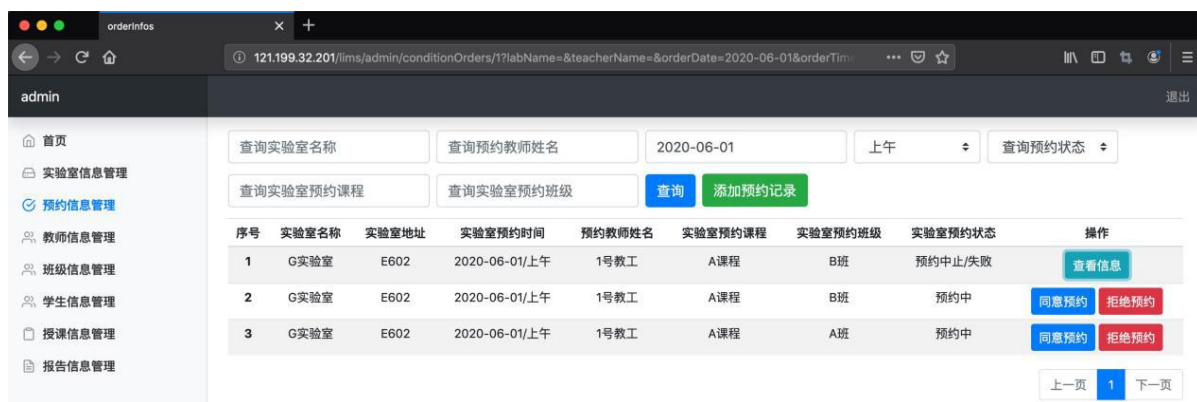 orderInfos
121.199.32.201/lims/admin/conditionOrders/1?labName=&teacherName=&orderDate=2020-06-01&orderTim
admin 退出
首页
实验室信息管理
预约信息管理
教师信息管理
班级信息管理
学生信息管理
授课信息管理
报告信息管理
查询实验室名称 查询预约教师姓名 2020-06-01 上午 查询预约状态
查询实验室预约课程 查询实验室预约班级 查询 添加预约记录
序号 实验室名称 实验室地址 实验室预约时间 预约教师姓名 实验室预约课程 实验室预约班级 实验室预约状态 操作
1 G实验室 E602 2020-06-01/上午 1号教工 A课程 B班 预约中止/失败 查看信息
2 G实验室 E602 2020-06-01/上午 1号教工 A课程 B班 预约中 同意预约 拒绝预约
3 G实验室 E602 2020-06-01/上午 1号教工 A课程 A班 预约中 同意预约 拒绝预约
上一页 1 下一页